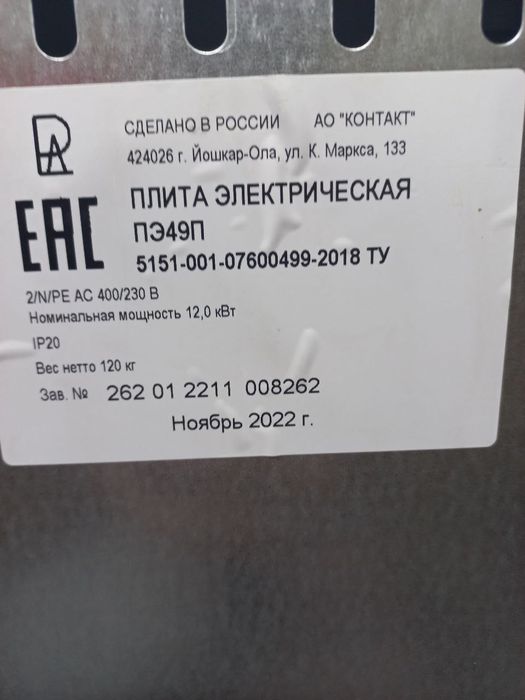 СДЕЛАНО В РОССИИ АО "КОНТАКТ"
424026 г. Йошкар-Ола, ул. К. Маркса, 133
EAC
ПЛИТА ЭЛЕКТРИЧЕСКАЯ
ПЭ49П
5151-001-07600499-2018 ТУ
2/N/PE AC 400/230 В
Номинальная мощность 12,0 кВт
IP20
Вес нетто 120 кг
Зав. № 262 01 2211 008262
Ноябрь 2022 г.